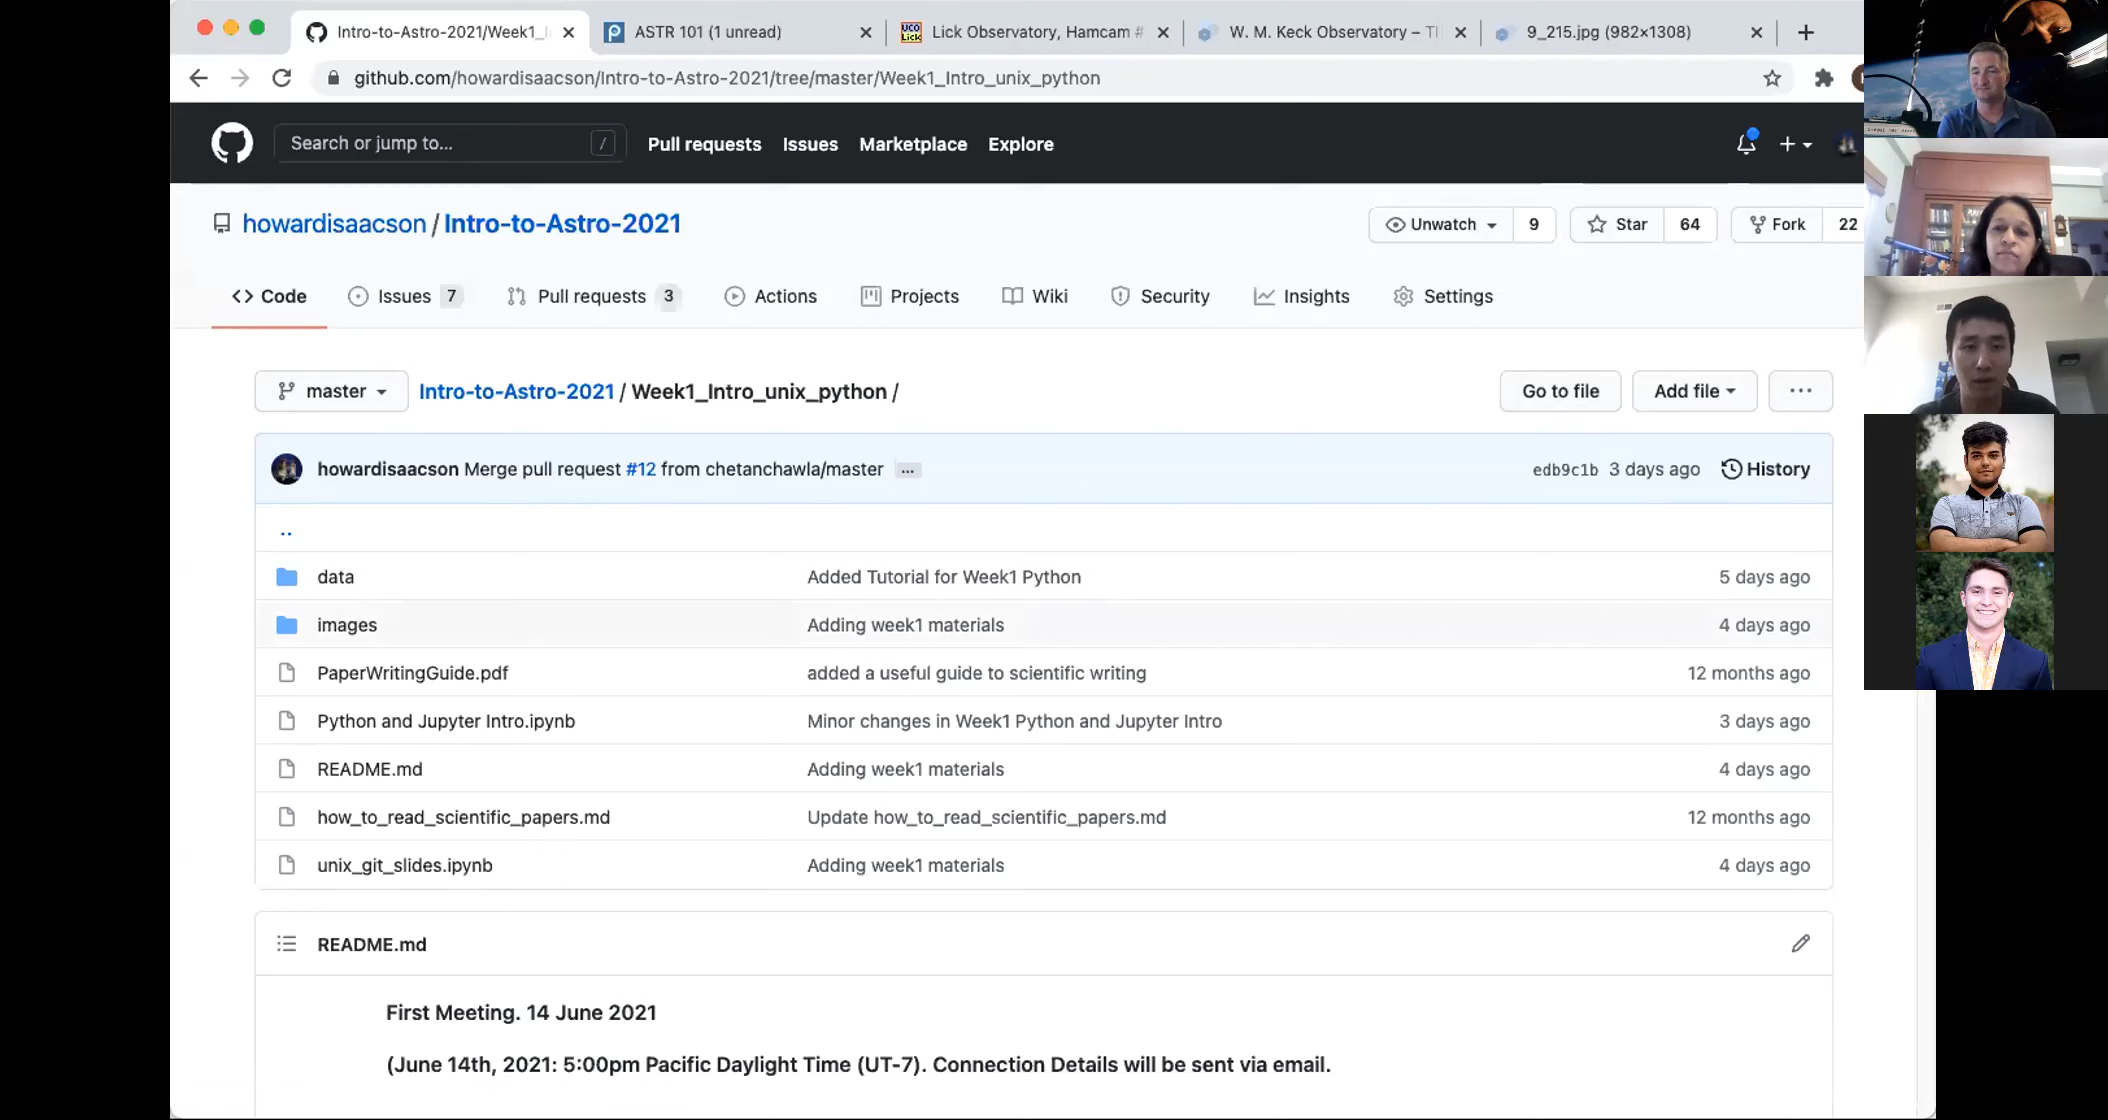 Intro-to-Astro-2021/Week1_I
ASTR 101 (1 unread)
UCO Lick
Lick Observatory, Hamcam #
W. M. Keck Observatory –
9_215.jpg (982×1308)
github.com/howardisaacson/Intro-to-Astro-2021/tree/master/Week1_Intro_unix_python
Search or jump to... /
Pull requests Issues Marketplace Explore
howardisaacson / Intro-to-Astro-2021
Unwatch 9 Star 64 Fork 22
Code Issues 7 Pull requests 3 Actions Projects Wiki Security Insights Settings
master Intro-to-Astro-2021 / Week1_Intro_unix_python / Go to file Add file ...
howardisaacson Merge pull request #12 from chetanchawla/master ... edb9c1b 3 days ago History
..
data Added Tutorial for Week1 Python 5 days ago
images Adding week1 materials 4 days ago
PaperWritingGuide.pdf added a useful guide to scientific writing 12 months ago
Python and Jupyter Intro.ipynb Minor changes in Week1 Python and Jupyter Intro 3 days ago
README.md Adding week1 materials 4 days ago
how_to_read_scientific_papers.md Update how_to_read_scientific_papers.md 12 months ago
unix_git_slides.ipynb Adding week1 materials 4 days ago
README.md
First Meeting. 14 June 2021
(June 14th, 2021: 5:00pm Pacific Daylight Time (UT-7). Connection Details will be sent via email.